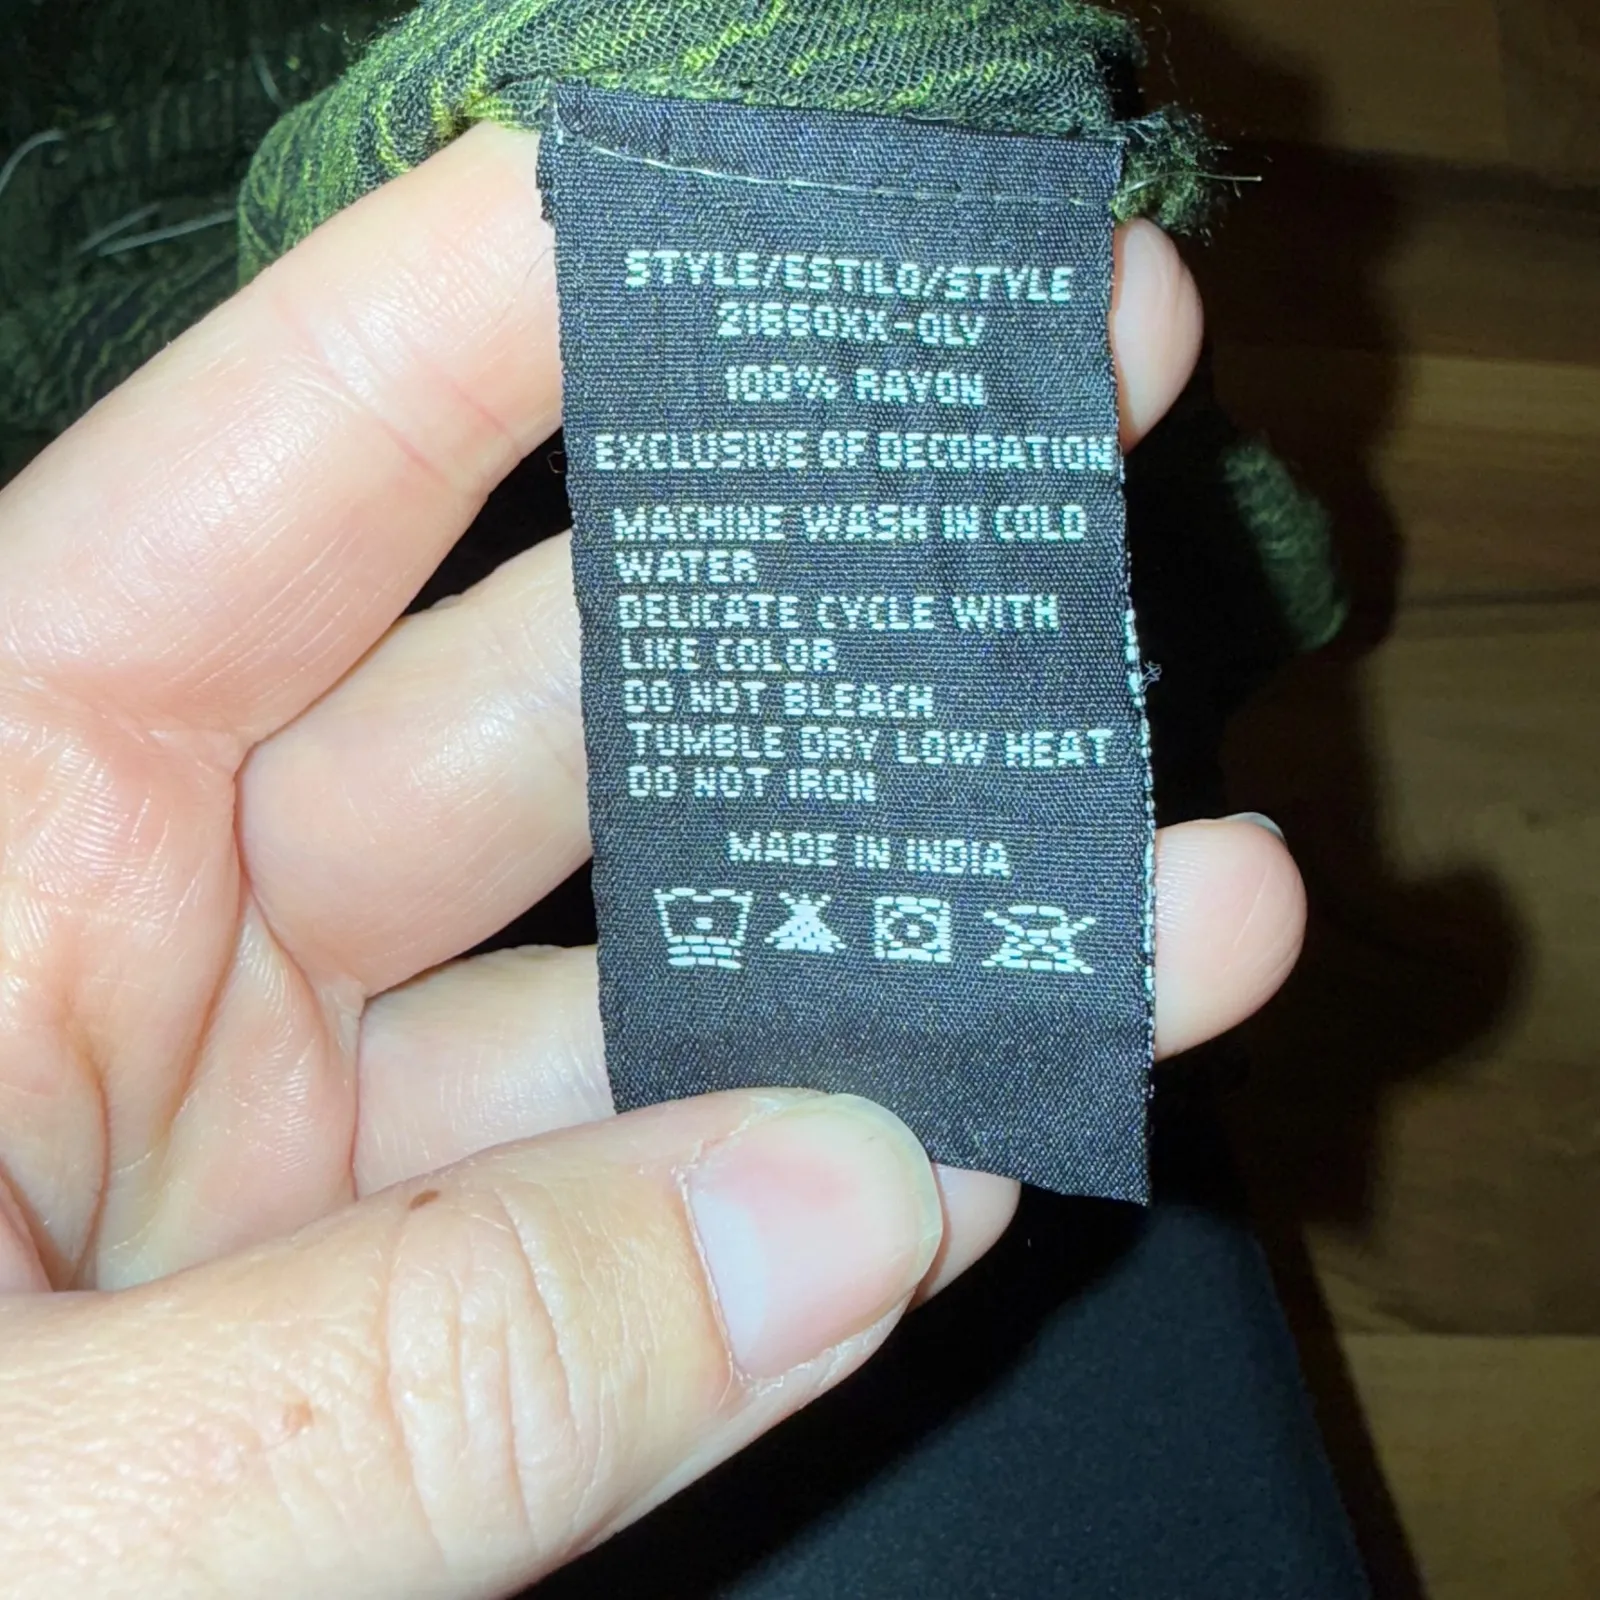 STYLE/ESTILO/STYLE
21660XX-OLV
100% RAYON
EXCLUSIVE OF DECORATION
MACHINE WASH IN COLD
WATER
DELICATE CYCLE WITH
LIKE COLOR
DO NOT BLEACH
TUMBLE DRY LOW HEAT
DO NOT IRON
MADE IN INDIA